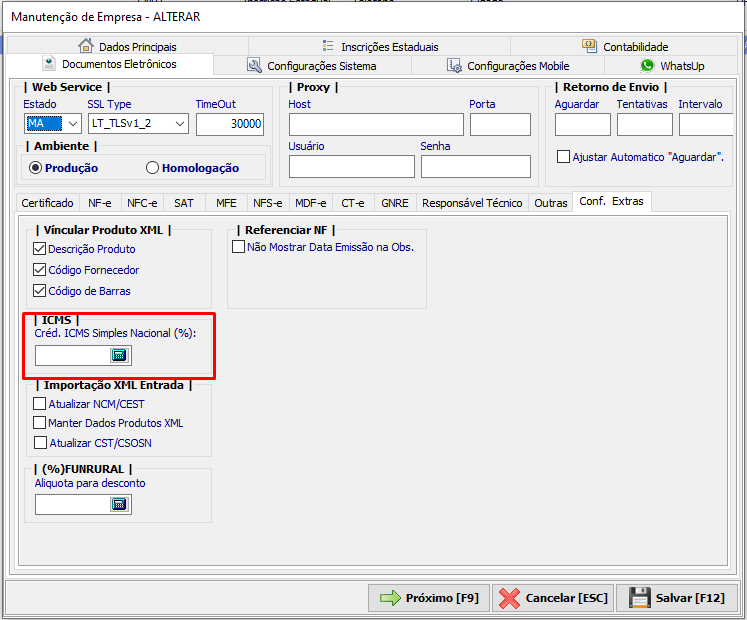 Manutenção de Empresa - ALTERAR
Dados Principais
Inscrições Estaduais
Contabilidade
Documentos Eletrônicos
Configurações Sistema
Configurações Mobile
WhatsUp
| Web Service |
Estado
SSL Type
TimeOut
MA
LT_TLSv1_2
30000
| Ambiente |
Produção
Homologação
| Proxy |
Host
Porta
Usuário
Senha
| Retorno de Envio |
Aguardar
Tentativas
Intervalo
Ajustar Automatico "Aguardar".
Certificado
NF-e
NFC-e
SAT
MFE
NFS-e
MDF-e
CT-e
GNRE
Responsável Técnico
Outras
Conf. Extras
| Víncular Produto XML |
Descrição Produto
Código Fornecedor
Código de Barras
| Referenciar NF |
Não Mostrar Data Emissão na Obs.
| ICMS |
Créd. ICMS Simples Nacional (%):
| Importação XML Entrada |
Atualizar NCM/CEST
Manter Dados Produtos XML
Atualizar CST/CSOSN
| (%)FUNRURAL |
Aliquota para desconto
Próximo [F9]
Cancelar [ESC]
Salvar [F12]